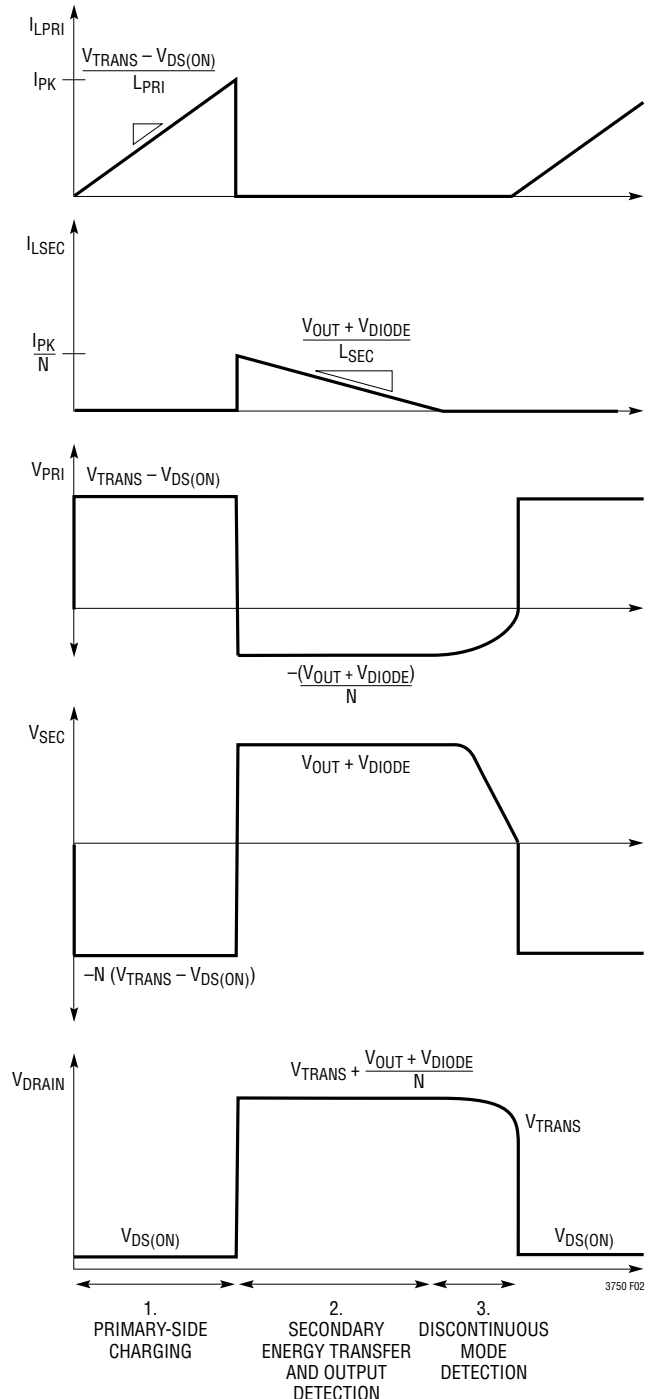 I_LPRI
V_TRANS – V_DS(ON)
I_PK
L_PRI
I_LSEC
V_OUT + V_DIODE
I_PK
L_SEC
N
V_PRI
V_TRANS – V_DS(ON)
–(V_OUT + V_DIODE)
N
V_SEC
V_OUT + V_DIODE
–N (V_TRANS – V_DS(ON))
V_TRANS + V_OUT + V_DIODE
N
V_DRAIN
V_TRANS
V_DS(ON)
V_DS(ON)
3750 F02
1.
PRIMARY-SIDE
CHARGING
2.
SECONDARY
ENERGY TRANSFER
AND OUTPUT
DETECTION
3.
DISCONTINUOUS
MODE
DETECTION